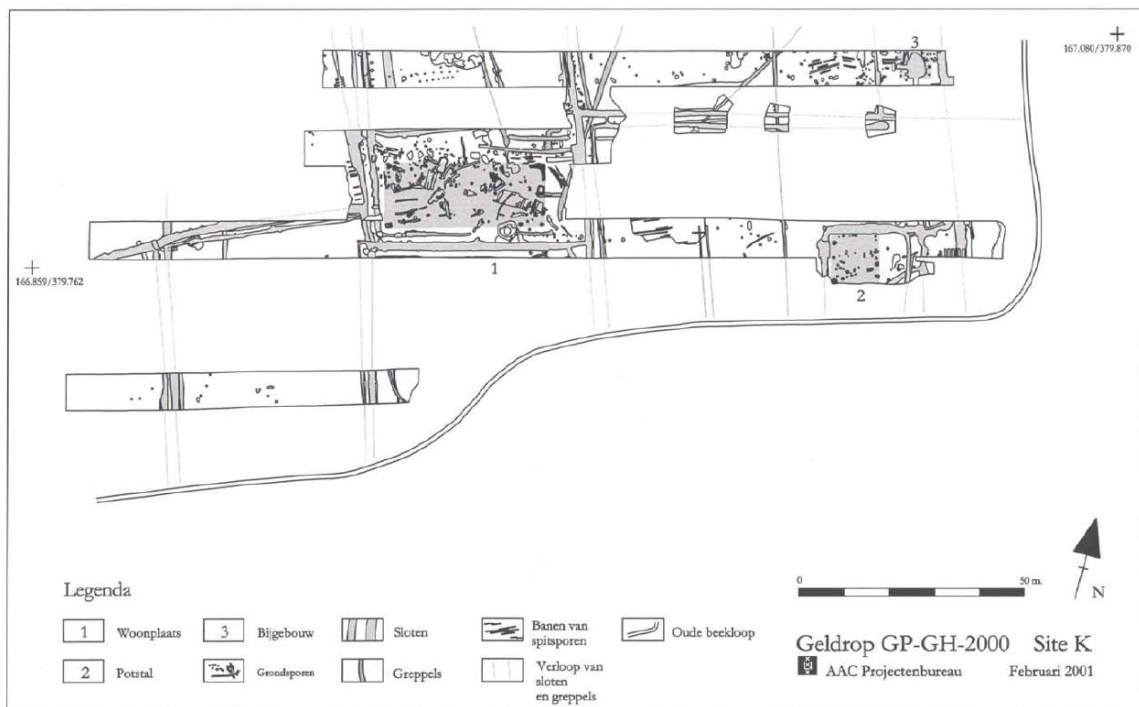 3
167.080/379.870
166.859/379.762
1
2
0 50 m.
N
Legenda
1 Woonplaats
3 Bijgebouw
Sloten
Banen van
spitsporen
Oude beekloop
2 Potstal
Grondsporen
Greppels
Verloop van
sloten
en greppels
Geldrop GP-GH-2000 Site K
AAC Projectenbureau Februari 2001